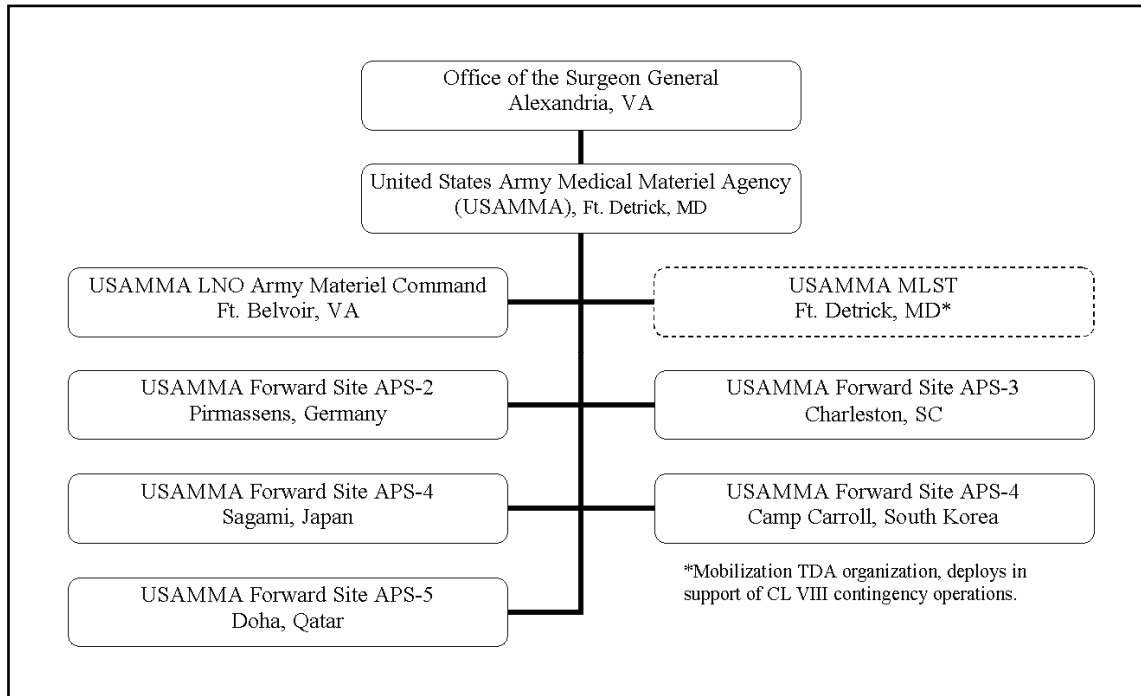 Office of the Surgeon General
Alexandria, VA
United States Army Medical Materiel Agency
(USAMMA), Ft. Detrick, MD
USAMMA LNO Army Materiel Command
Ft. Belvoir, VA
USAMMA MLST
Ft. Detrick, MD*
USAMMA Forward Site APS-2
Pirmassens, Germany
USAMMA Forward Site APS-3
Charleston, SC
USAMMA Forward Site APS-4
Sagami, Japan
USAMMA Forward Site APS-4
Camp Carroll, South Korea
USAMMA Forward Site APS-5
Doha, Qatar
*Mobilization TDA organization, deploys in
support of CL VIII contingency operations.